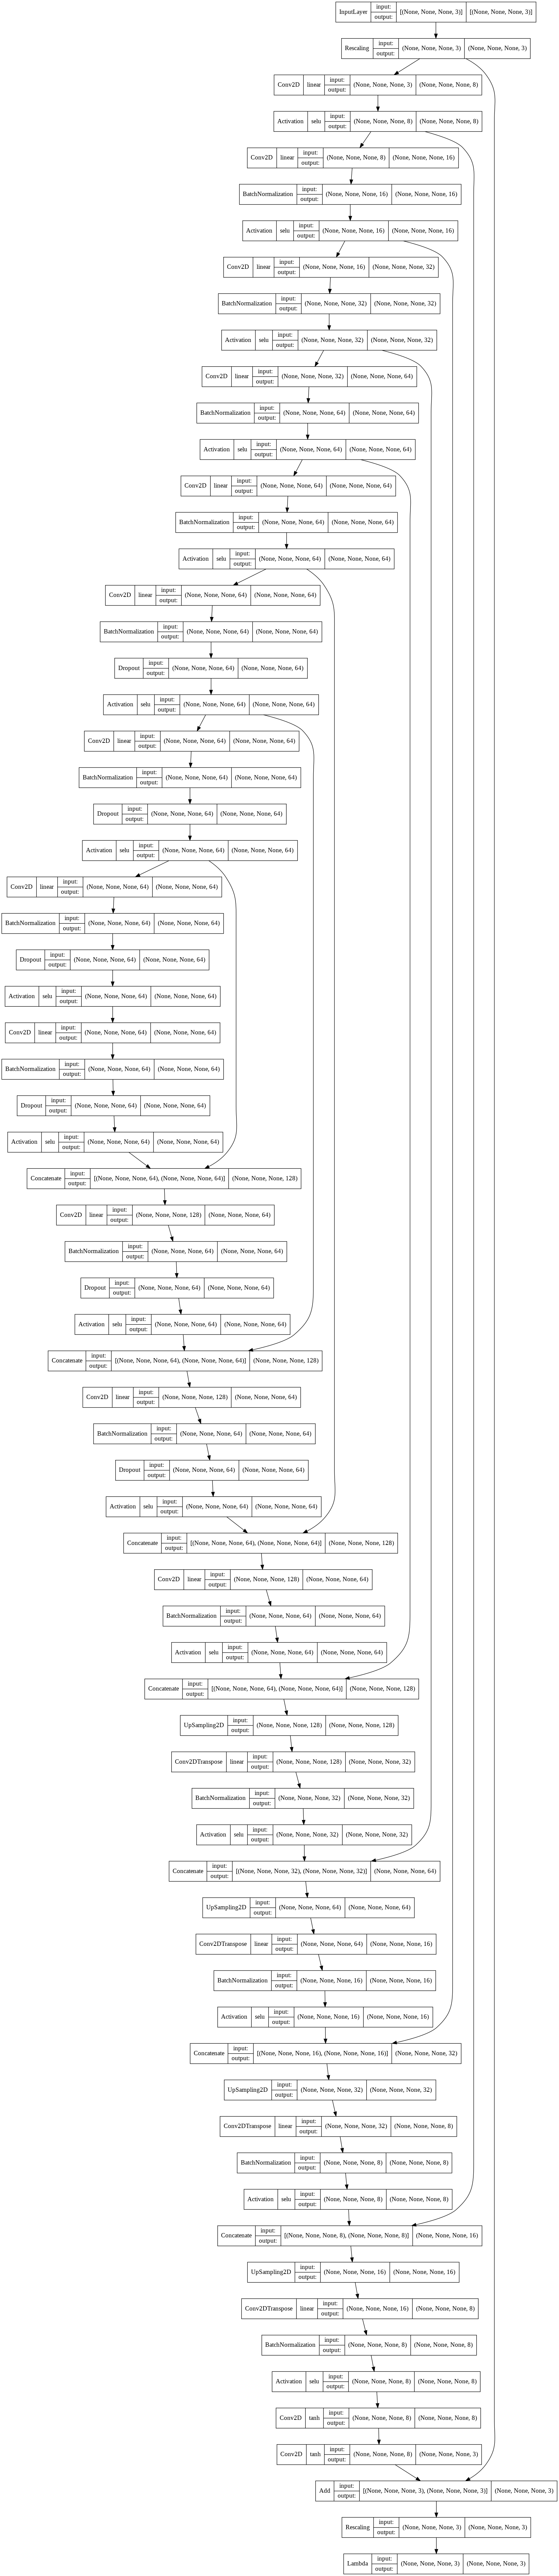 InputLayer input: output: [(None, None, None, 3)] [(None, None, None, 3)]
Rescaling input: output: (None, None, None, 3) (None, None, None, 3)
Conv2D linear input: output: (None, None, None, 3) (None, None, None, 8)
Activation selu input: output: (None, None, None, 8) (None, None, None, 8)
Conv2D linear input: output: (None, None, None, 8) (None, None, None, 16)
BatchNormalization input: output: (None, None, None, 16) (None, None, None, 16)
Activation selu input: output: (None, None, None, 16) (None, None, None, 16)
Conv2D linear input: output: (None, None, None, 16) (None, None, None, 32)
BatchNormalization input: output: (None, None, None, 32) (None, None, None, 32)
Activation selu input: output: (None, None, None, 32) (None, None, None, 32)
Conv2D linear input: output: (None, None, None, 32) (None, None, None, 64)
BatchNormalization input: output: (None, None, None, 64) (None, None, None, 64)
Activation selu input: output: (None, None, None, 64) (None, None, None, 64)
Conv2D linear input: output: (None, None, None, 64) (None, None, None, 64)
BatchNormalization input: output: (None, None, None, 64) (None, None, None, 64)
Activation selu input: output: (None, None, None, 64) (None, None, None, 64)
Conv2D linear input: output: (None, None, None, 64) (None, None, None, 64)
BatchNormalization input: output: (None, None, None, 64) (None, None, None, 64)
Dropout input: output: (None, None, None, 64) (None, None, None, 64)
Activation selu input: output: (None, None, None, 64) (None, None, None, 64)
Conv2D linear input: output: (None, None, None, 64) (None, None, None, 64)
BatchNormalization input: output: (None, None, None, 64) (None, None, None, 64)
Dropout input: output: (None, None, None, 64) (None, None, None, 64)
Activation selu input: output: (None, None, None, 64) (None, None, None, 64)
Conv2D linear input: output: (None, None, None, 64) (None, None, None, 64)
BatchNormalization input: output: (None, None, None, 64) (None, None, None, 64)
Dropout input: output: (None, None, None, 64) (None, None, None, 64)
Activation selu input: output: (None, None, None, 64) (None, None, None, 64)
Conv2D linear input: output: (None, None, None, 64) (None, None, None, 64)
BatchNormalization input: output: (None, None, None, 64) (None, None, None, 64)
Dropout input: output: (None, None, None, 64) (None, None, None, 64)
Activation selu input: output: (None, None, None, 64) (None, None, None, 64)
Concatenate input: output: [(None, None, None, 64), (None, None, None, 64)] (None, None, None, 128)
Conv2D linear input: output: (None, None, None, 128) (None, None, None, 64)
BatchNormalization input: output: (None, None, None, 64) (None, None, None, 64)
Dropout input: output: (None, None, None, 64) (None, None, None, 64)
Activation selu input: output: (None, None, None, 64) (None, None, None, 64)
Concatenate input: output: [(None, None, None, 64), (None, None, None, 64)] (None, None, None, 128)
Conv2D linear input: output: (None, None, None, 128) (None, None, None, 64)
BatchNormalization input: output: (None, None, None, 64) (None, None, None, 64)
Dropout input: output: (None, None, None, 64) (None, None, None, 64)
Activation selu input: output: (None, None, None, 64) (None, None, None, 64)
Concatenate input: output: [(None, None, None, 64), (None, None, None, 64)] (None, None, None, 128)
Conv2D linear input: output: (None, None, None, 128) (None, None, None, 64)
BatchNormalization input: output: (None, None, None, 64) (None, None, None, 64)
Activation selu input: output: (None, None, None, 64) (None, None, None, 64)
Concatenate input: output: [(None, None, None, 64), (None, None, None, 64)] (None, None, None, 128)
UpSampling2D input: output: (None, None, None, 128) (None, None, None, 128)
Conv2DTranspose linear input: output: (None, None, None, 128) (None, None, None, 32)
BatchNormalization input: output: (None, None, None, 32) (None, None, None, 32)
Activation selu input: output: (None, None, None, 32) (None, None, None, 32)
Concatenate input: output: [(None, None, None, 32), (None, None, None, 32)] (None, None, None, 64)
UpSampling2D input: output: (None, None, None, 64) (None, None, None, 64)
Conv2DTranspose linear input: output: (None, None, None, 64) (None, None, None, 16)
BatchNormalization input: output: (None, None, None, 16) (None, None, None, 16)
Activation selu input: output: (None, None, None, 16) (None, None, None, 16)
Concatenate input: output: [(None, None, None, 16), (None, None, None, 16)] (None, None, None, 32)
UpSampling2D input: output: (None, None, None, 32) (None, None, None, 32)
Conv2DTranspose linear input: output: (None, None, None, 32) (None, None, None, 8)
BatchNormalization input: output: (None, None, None, 8) (None, None, None, 8)
Activation selu input: output: (None, None, None, 8) (None, None, None, 8)
Concatenate input: output: [(None, None, None, 8), (None, None, None, 8)] (None, None, None, 16)
UpSampling2D input: output: (None, None, None, 16) (None, None, None, 16)
Conv2DTranspose linear input: output: (None, None, None, 16) (None, None, None, 8)
BatchNormalization input: output: (None, None, None, 8) (None, None, None, 8)
Activation selu input: output: (None, None, None, 8) (None, None, None, 8)
Conv2D tanh input: output: (None, None, None, 8) (None, None, None, 8)
Conv2D tanh input: output: (None, None, None, 8) (None, None, None, 3)
Add input: output: [(None, None, None, 3), (None, None, None, 3)] (None, None, None, 3)
Rescaling input: output: (None, None, None, 3) (None, None, None, 3)
Lambda input: output: (None, None, None, 3) (None, None, None, 3)